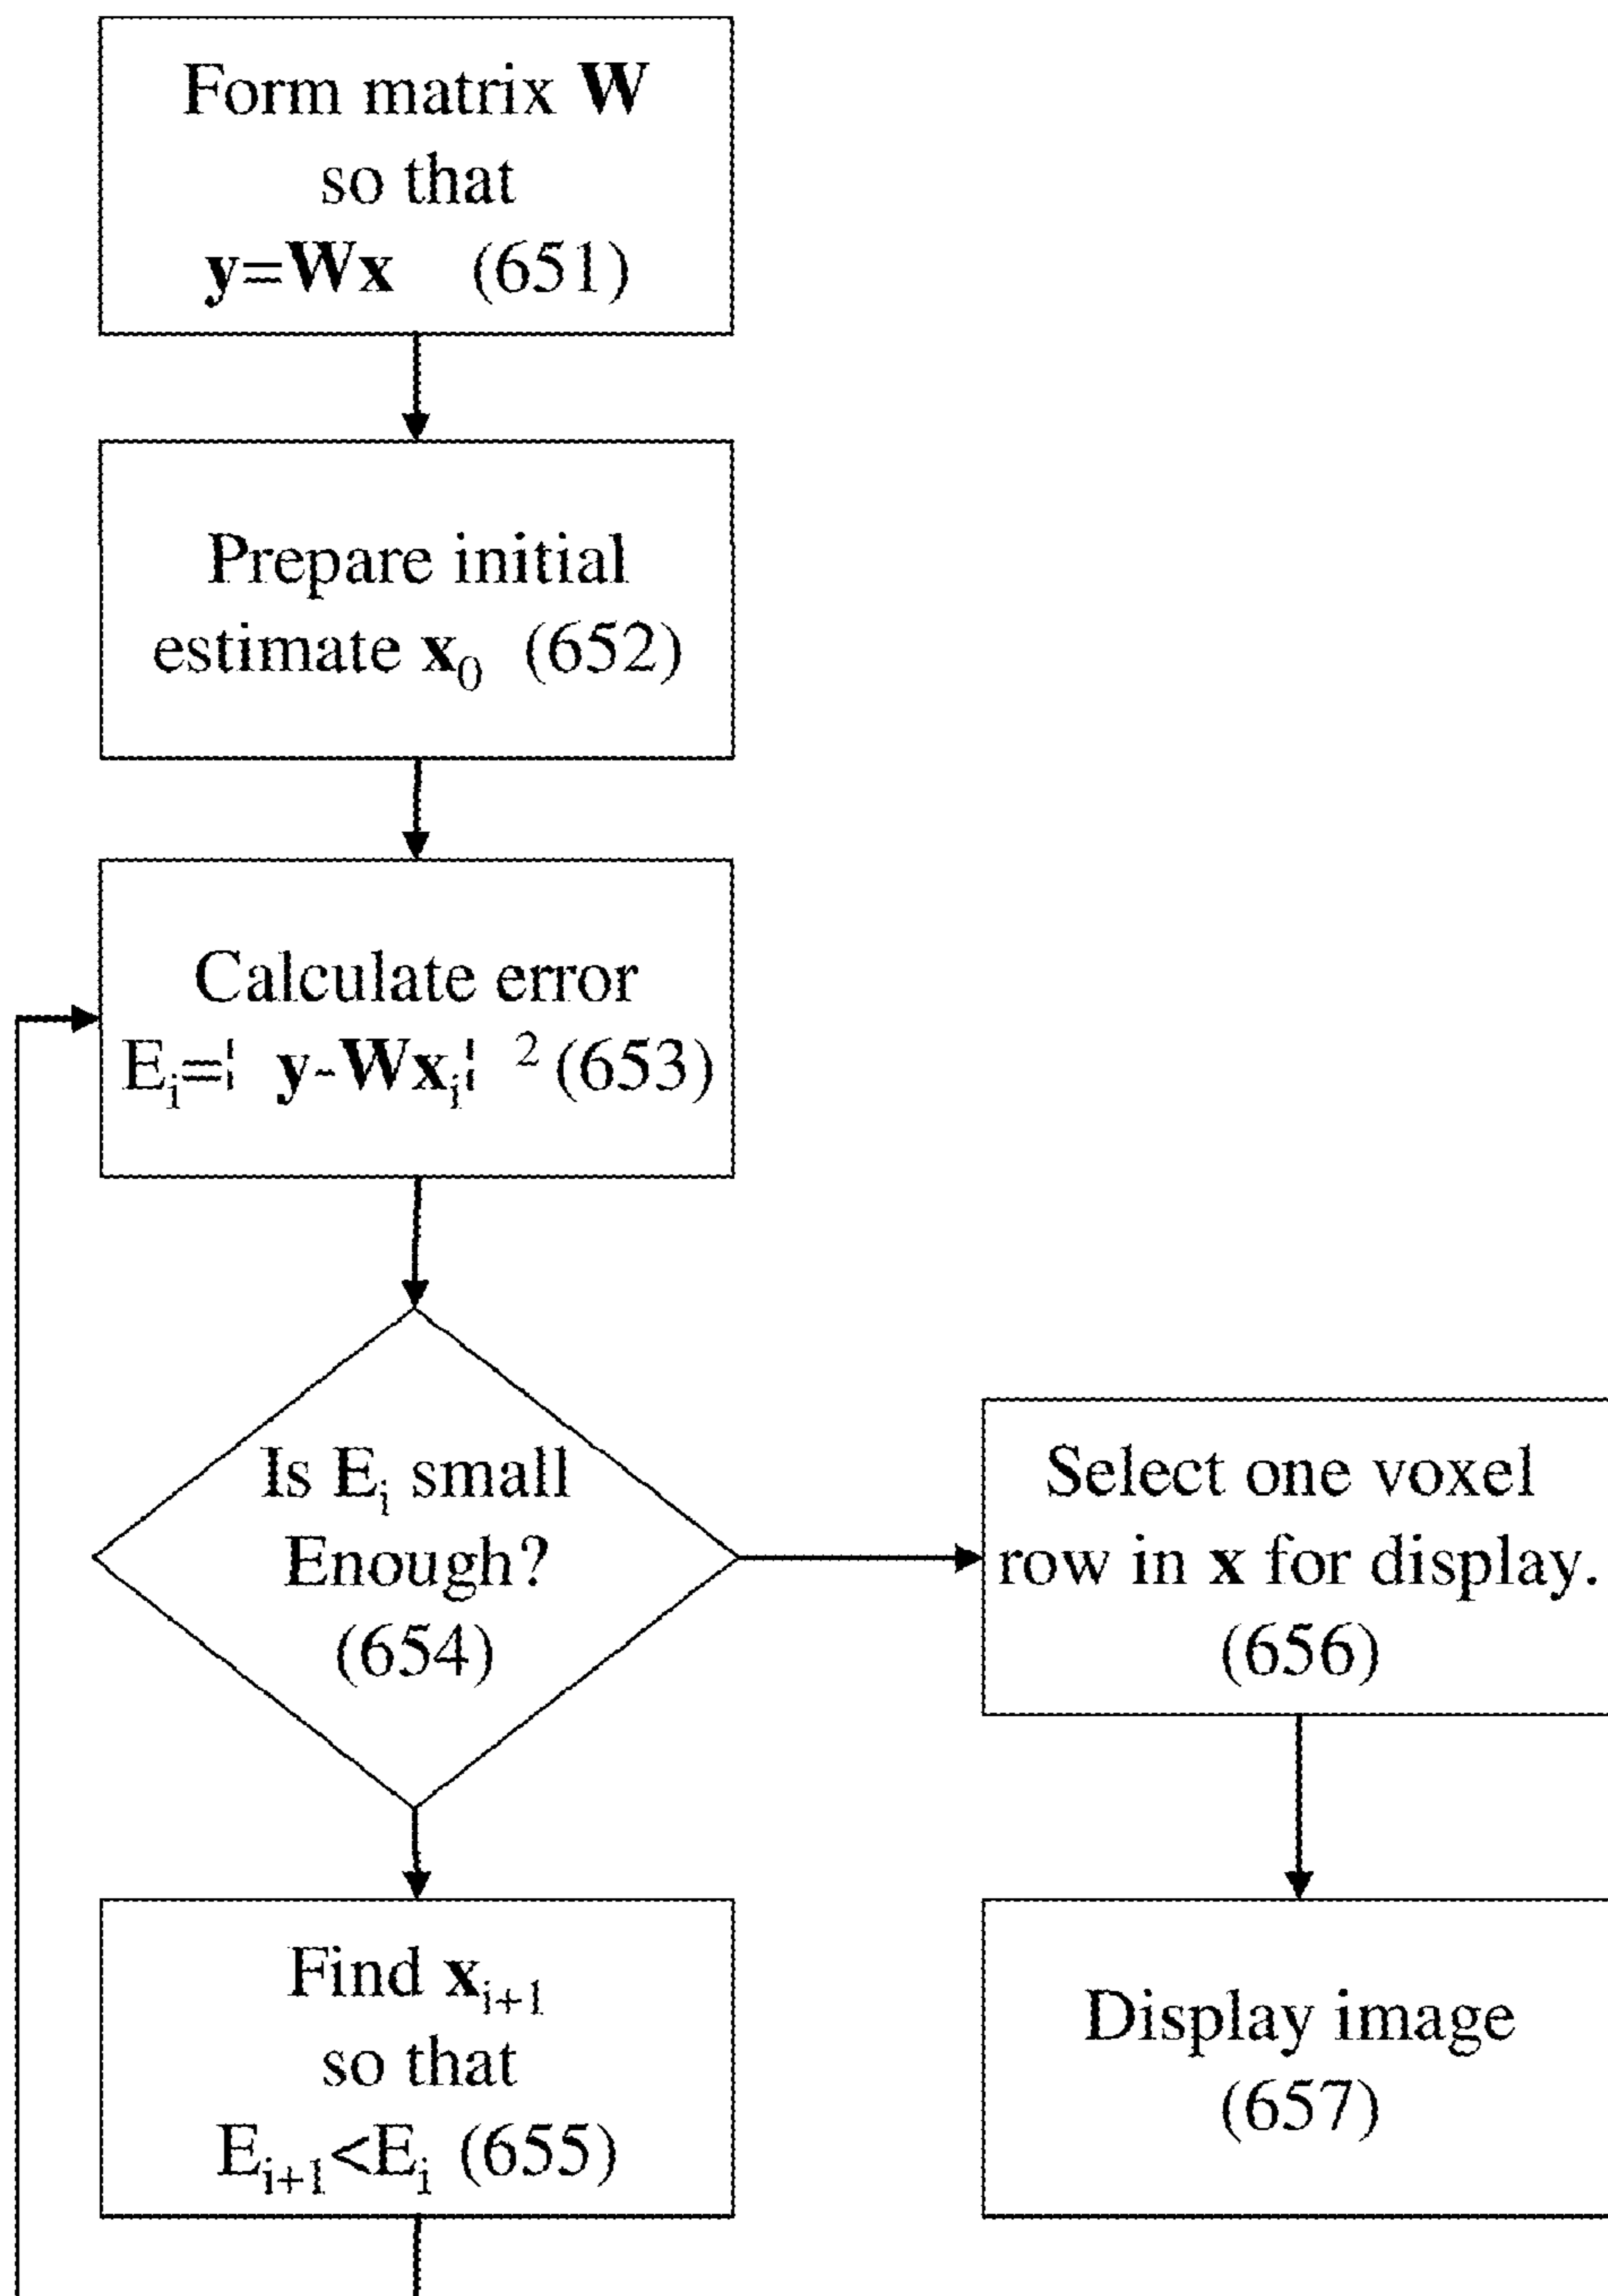 Form matrix W
so that
y=Wx (651)
Prepare initial
estimate x₀ (652)
Calculate error
Eᵢ=¦ y-Wxᵢ¦ ² (653)
Is Eᵢ small
Enough?
(654)
Select one voxel
row in x for display.
(656)
Find xᵢ₊₁
so that
Eᵢ₊₁<Eᵢ (655)
Display image
(657)